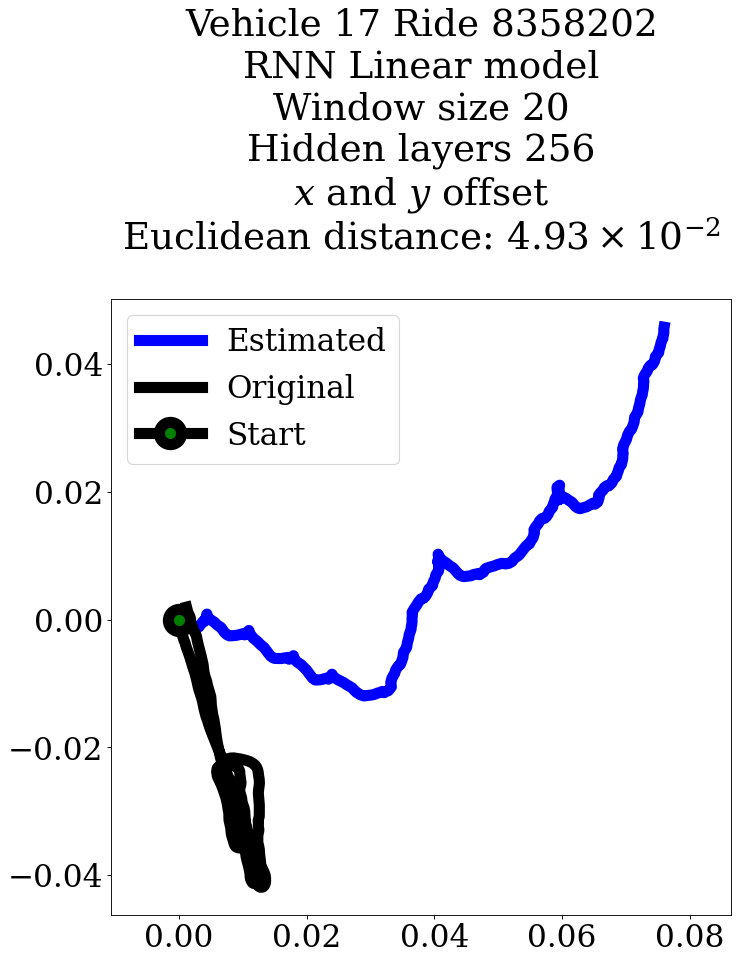 Vehicle 17 Ride 8358202
RNN Linear model
Window size 20
Hidden layers 256
x and y offset
Euclidean distance: 4.93 × 10⁻²
Estimated
Original
Start
0.04
0.02
0.00
−0.02
−0.04
0.00 0.02 0.04 0.06 0.08